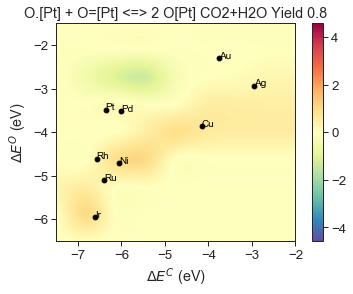 O.[Pt] + O=[Pt] <=> 2 O[Pt] CO2+H2O Yield 0.8
−2
−3
−4
−5
−6
ΔE^O (eV)
Au
Ag
Pt
Pd
Cu
Rh
Ni
Ru
Ir
−7
−6
−5
−4
−3
−2
ΔE^C (eV)
4
2
0
−2
−4